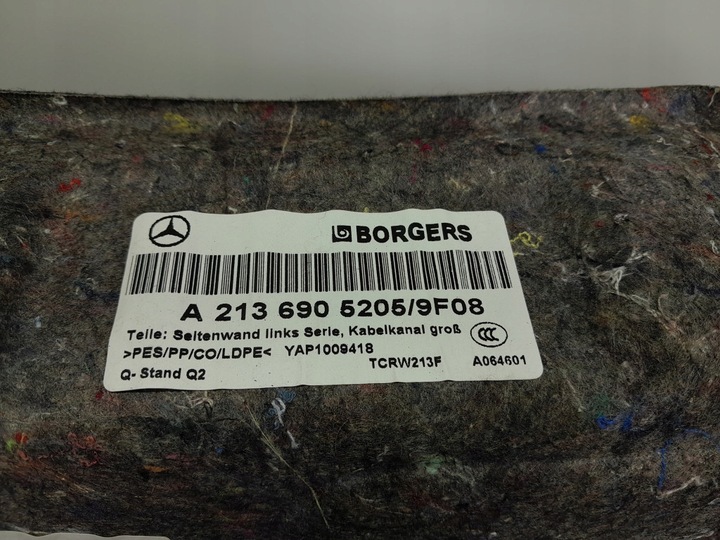 BORGERS
A 213 690 5205/9F08
Teile: Seitenwand links Serie, Kabelkanal groß
>PES/PP/CO/LDPE< YAP1009418
CCC
TCRW213F A064601
Q- Stand Q2